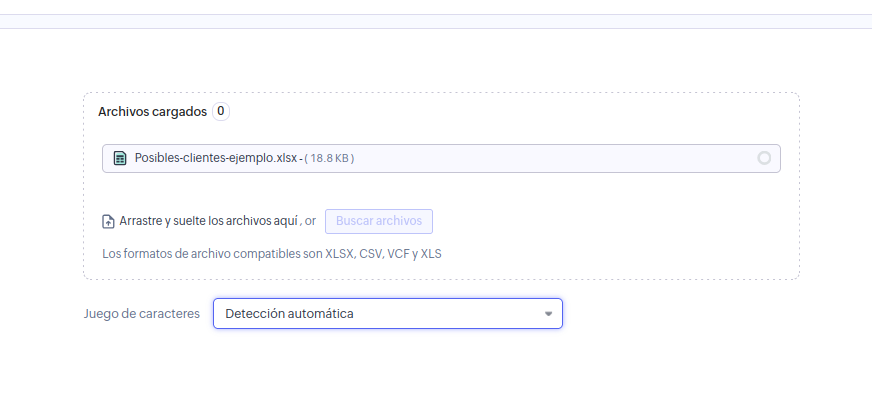 Archivos cargados 0
Posibles-clientes-ejemplo.xlsx - ( 18.8 KB )
Arrastre y suelte los archivos aquí , or Buscar archivos
Los formatos de archivo compatibles son XLSX, CSV, VCF y XLS
Juego de caracteres Detección automática